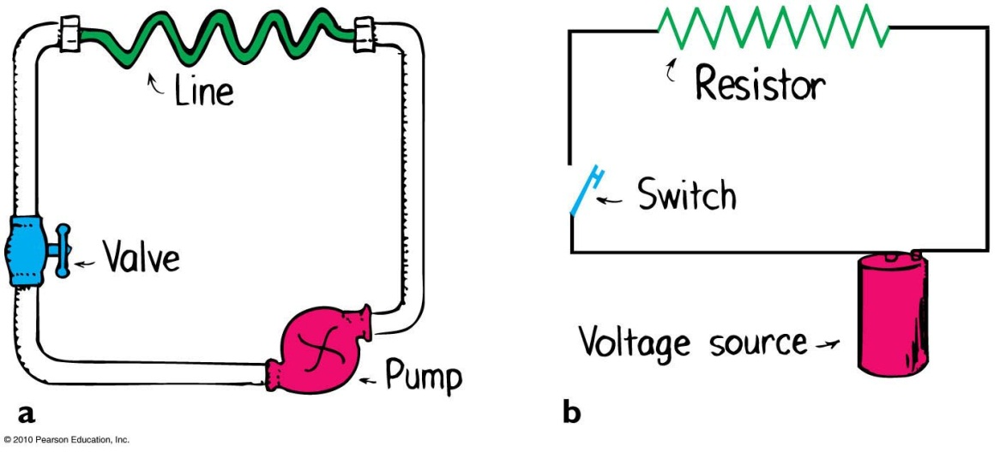 Line
Resistor
Switch
Valve
Voltage source
Pump
a
b
© 2010 Pearson Education, Inc.